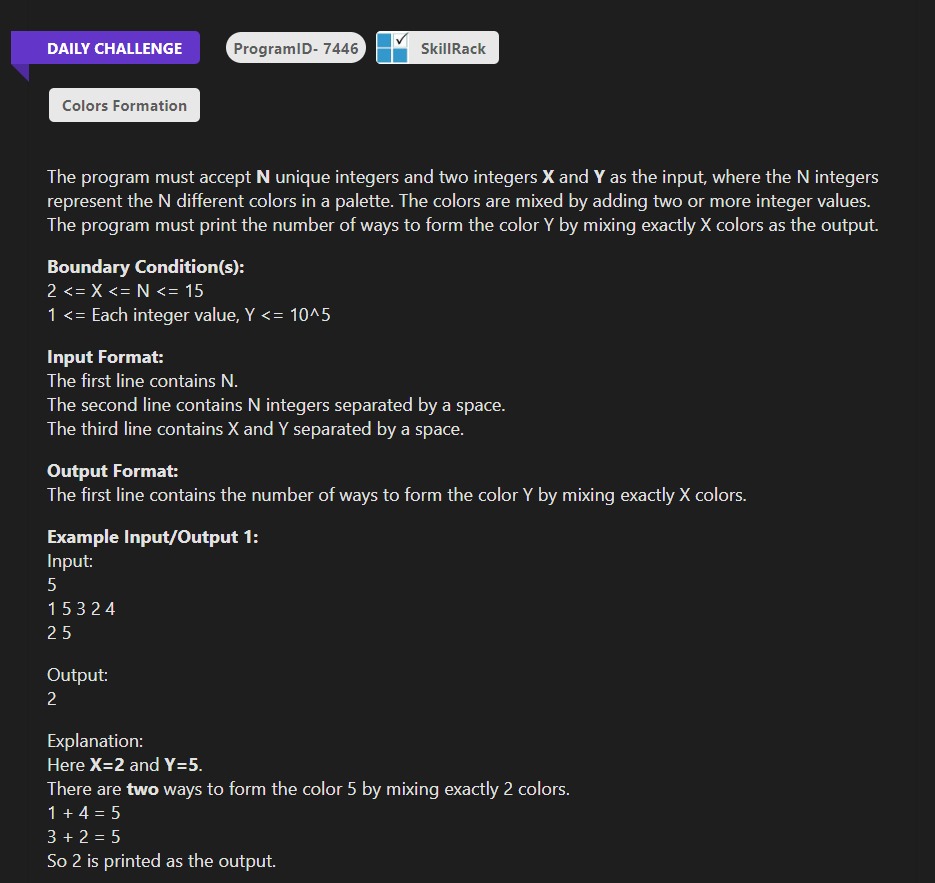 DAILY CHALLENGE
ProgramID- 7446
SkillRack
Colors Formation
The program must accept N unique integers and two integers X and Y as the input, where the N integers
represent the N different colors in a palette. The colors are mixed by adding two or more integer values.
The program must print the number of ways to form the color Y by mixing exactly X colors as the output.
Boundary Condition(s):
2 <= X <= N <= 15
1 <= Each integer value, Y <= 10^5
Input Format:
The first line contains N.
The second line contains N integers separated by a space.
The third line contains X and Y separated by a space.
Output Format:
The first line contains the number of ways to form the color Y by mixing exactly X colors.
Example Input/Output 1:
Input:
5
1 5 3 2 4
2 5
Output:
2
Explanation:
Here X=2 and Y=5.
There are two ways to form the color 5 by mixing exactly 2 colors.
1 + 4 = 5
3 + 2 = 5
So 2 is printed as the output.